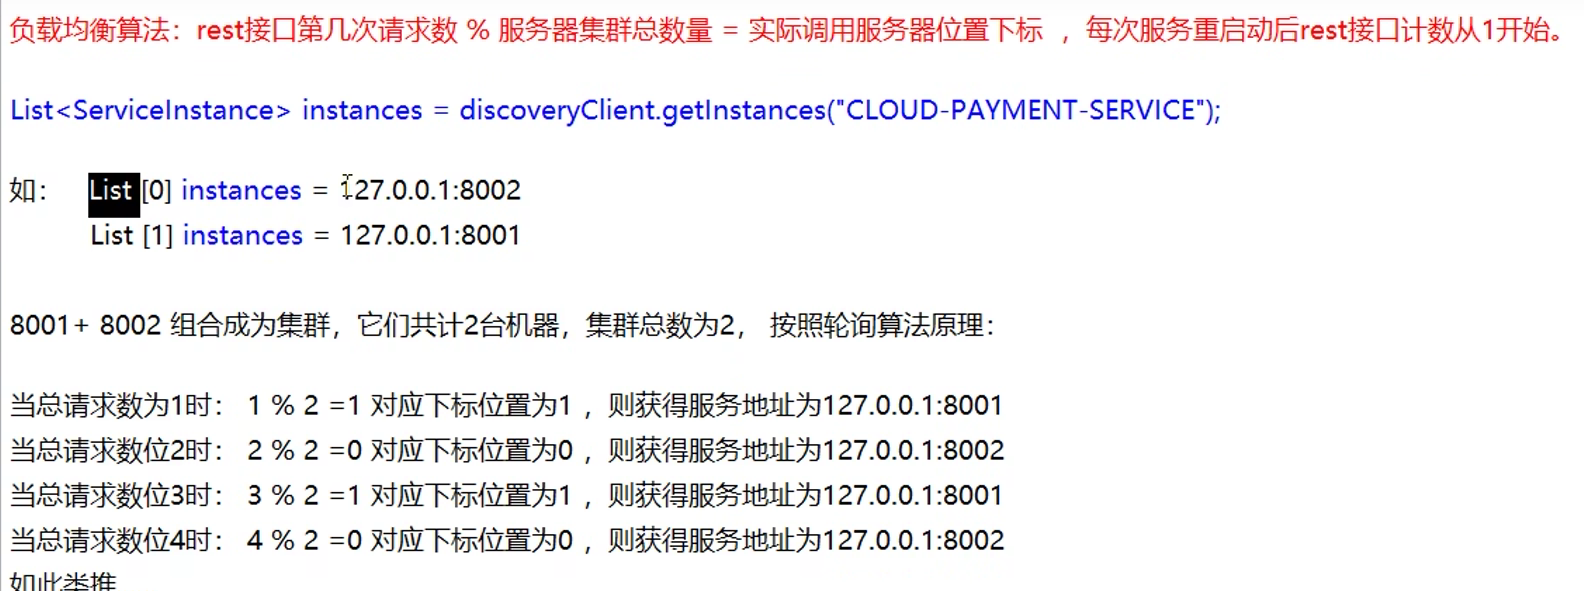 负载均衡算法：rest接口第几次请求数 % 服务器集群总数量 = 实际调用服务器位置下标 ，每次服务重启动后rest接口计数从1开始。
List<ServiceInstance> instances = discoveryClient.getInstances("CLOUD-PAYMENT-SERVICE");
如： List [0] instances = 127.0.0.1:8002
List [1] instances = 127.0.0.1:8001
8001+ 8002 组合成为集群，它们共计2台机器，集群总数为2， 按照轮询算法原理：
当总请求数为1时： 1 % 2 =1 对应下标位置为1 ，则获得服务地址为127.0.0.1:8001
当总请求数位2时： 2 % 2 =0 对应下标位置为0 ，则获得服务地址为127.0.0.1:8002
当总请求数位3时： 3 % 2 =1 对应下标位置为1 ，则获得服务地址为127.0.0.1:8001
当总请求数位4时： 4 % 2 =0 对应下标位置为0 ，则获得服务地址为127.0.0.1:8002
如此类推